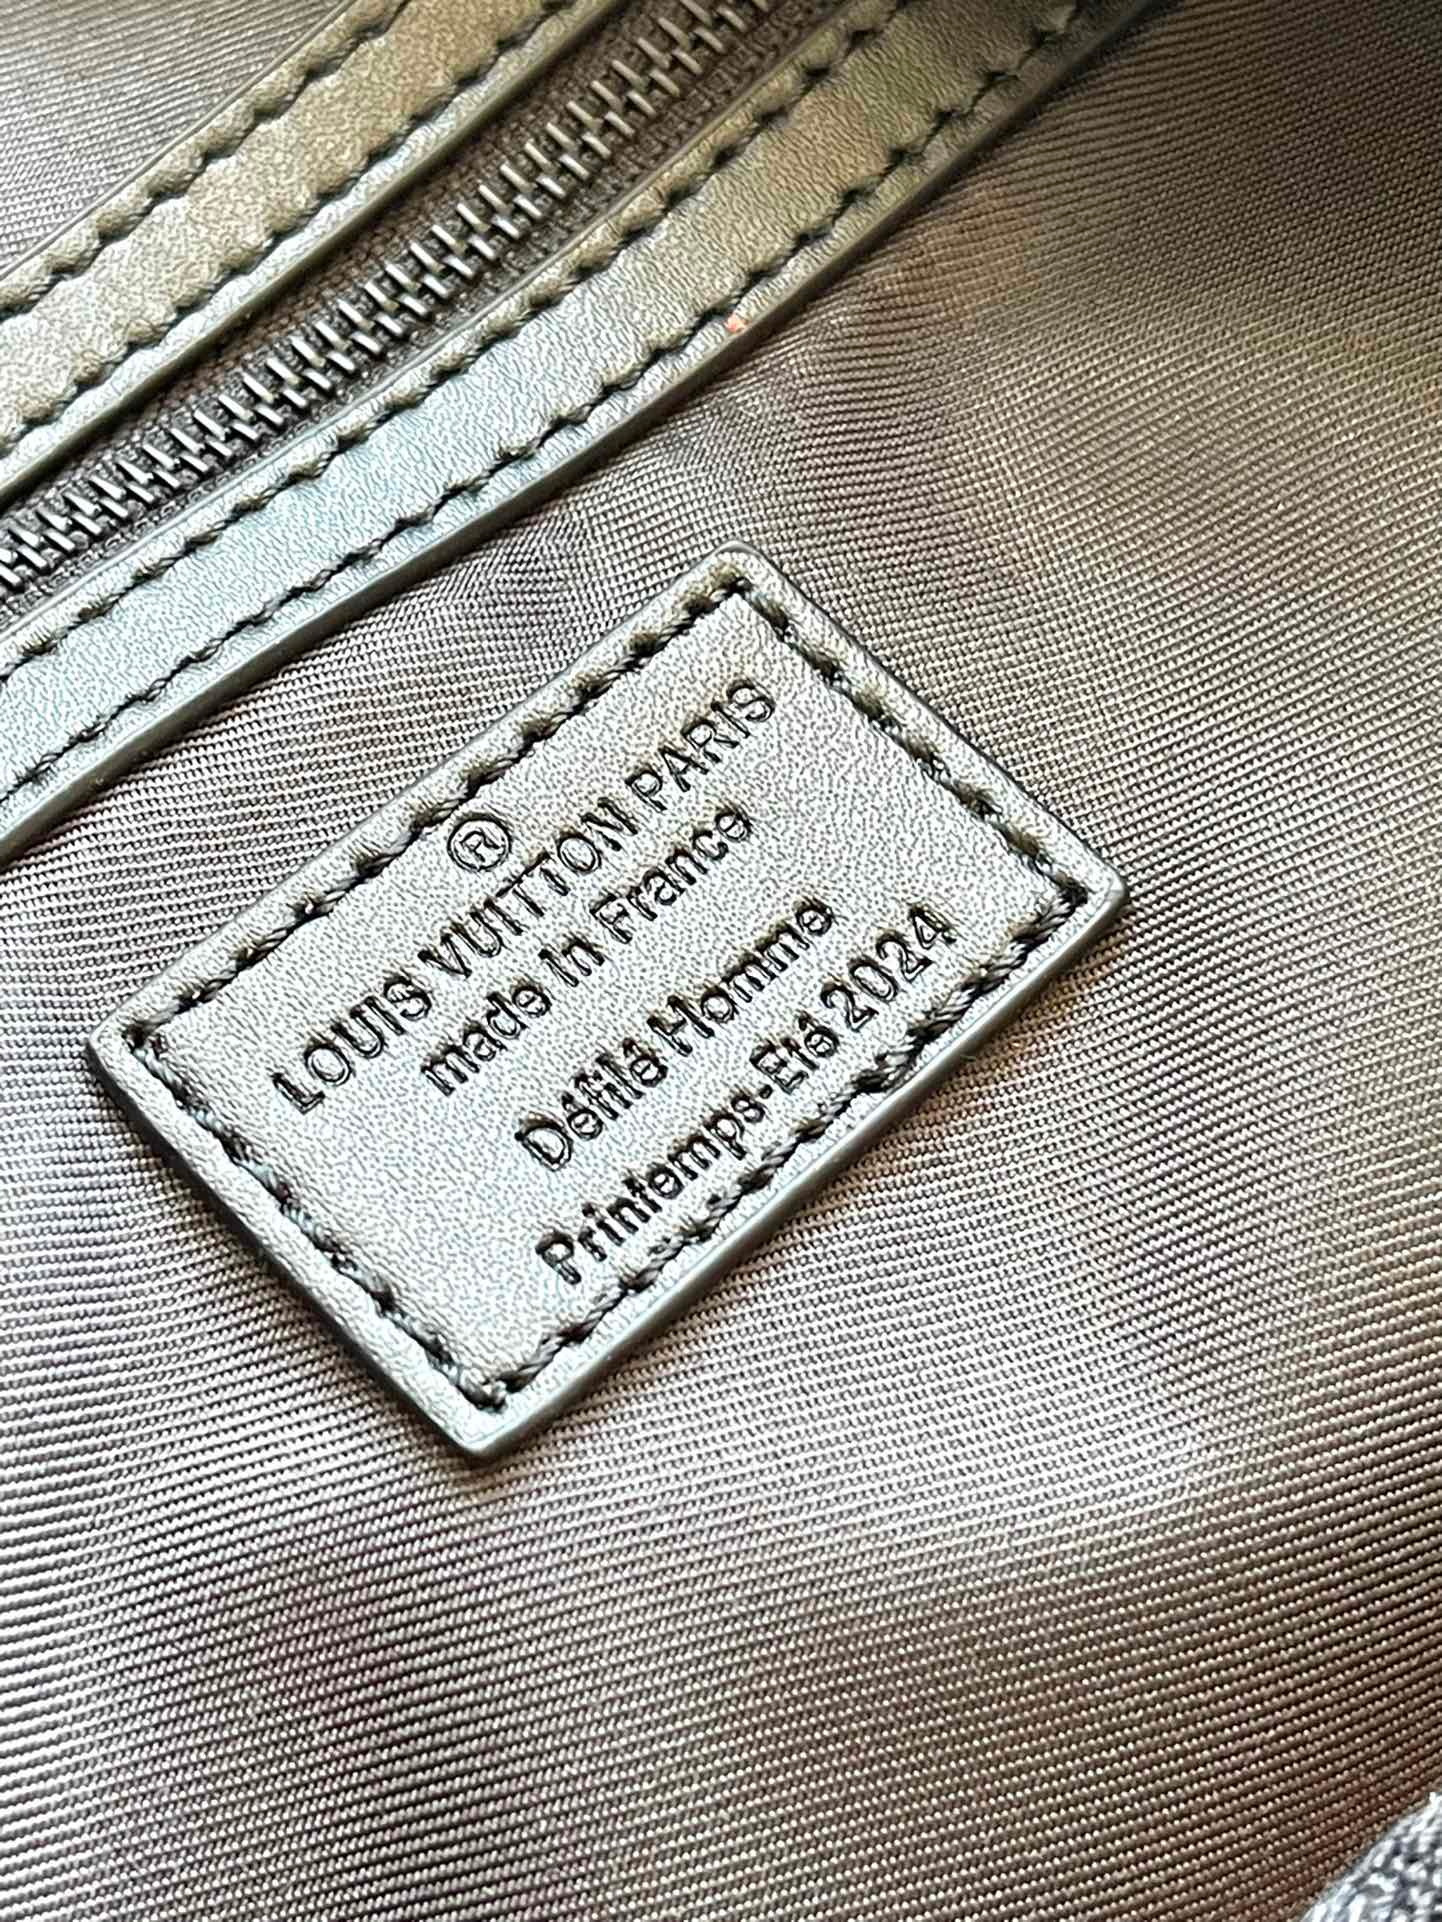 ®
LOUIS VUITTON PARIS
made in France
Défilé Homme
Printemps-Eté 2024